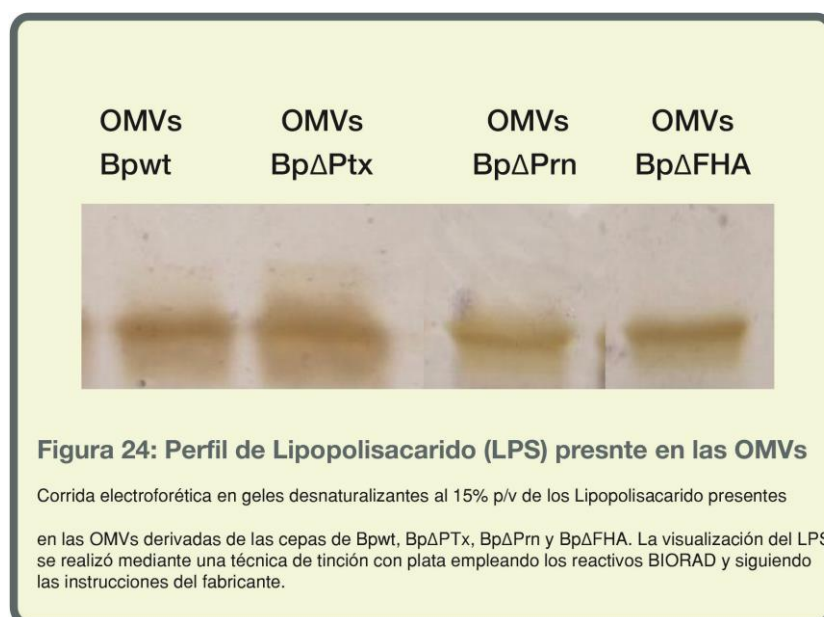 OMVs OMVs OMVs OMVs
Bpwt BpΔPtx BpΔPrn BpΔFHA
Figura 24: Perfil de Lipopolisacarido (LPS) presnte en las OMVs
Corrida electroforética en geles desnaturalizantes al 15% p/v de los Lipopolisacarido presentes
en las OMVs derivadas de las cepas de Bpwt, BpΔPTx, BpΔPrn y BpΔFHA. La visualización del LPS
se realizó mediante una técnica de tinción con plata empleando los reactivos BIORAD y siguiendo
las instrucciones del fabricante.